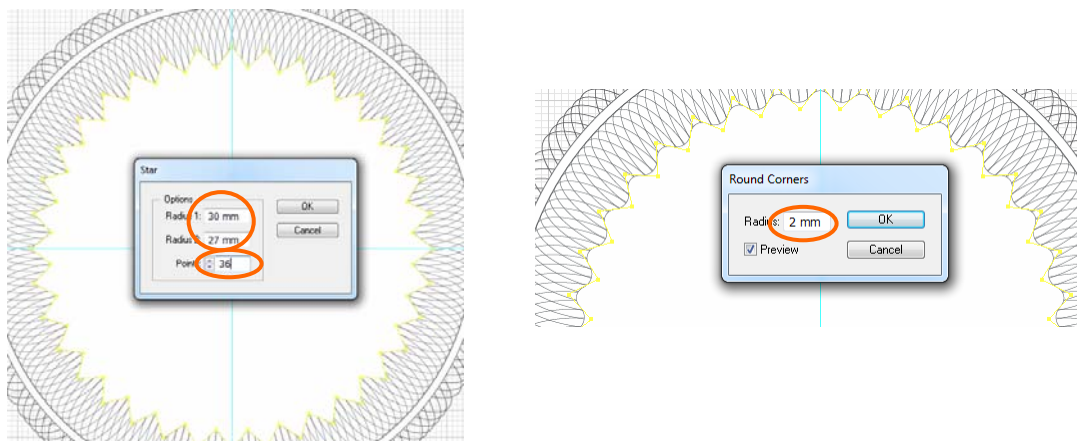 Star
Options
Radius 1: 30 mm
Radius 2: 27 mm
Points: 36
OK
Cancel
Round Corners
Radius: 2 mm
Preview
OK
Cancel